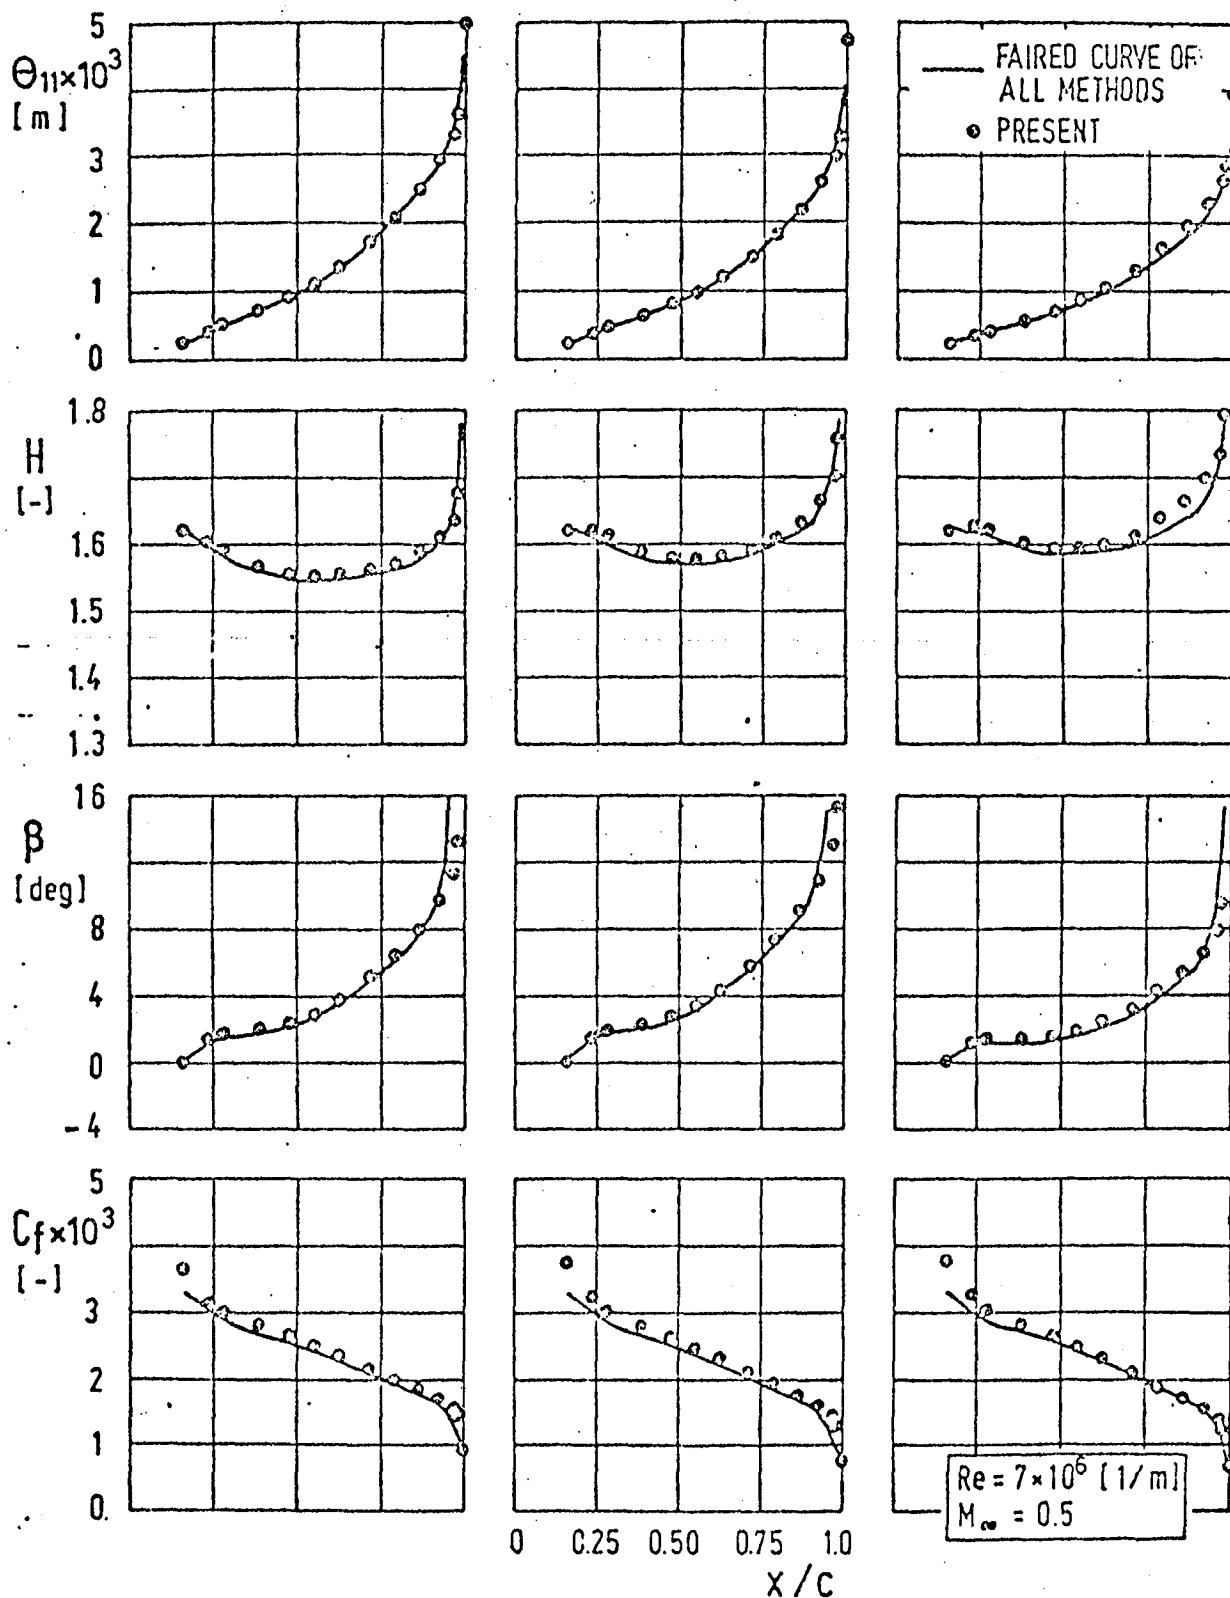 5
Θ₁₁×10³
[m]
3
2
1
0
FAIRED CURVE OF
ALL METHODS
PRESENT
1.8
H
[-]
1.6
1.5
1.4
1.3
16
β
[deg]
8
4
0
-4
5
Cf×10³
[-]
3
2
1
0.
Re = 7×10⁶ [1/m]
M∞ = 0.5
0 0.25 0.50 0.75 1.0
x/c